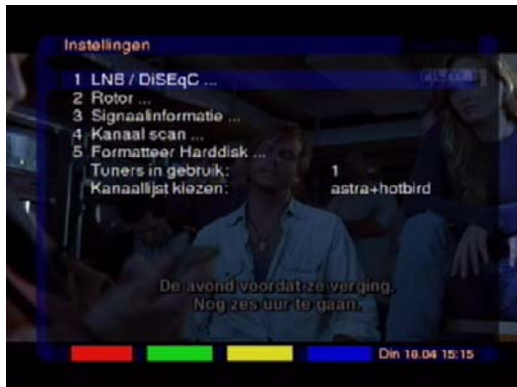 Instellingen
1 LNB / DiSEqC ...
2 Rotor ...
3 Signaalinformatie ...
4 Kanaal scan ...
5 Formatteer Harddisk ...
Tuners in gebruik: 1
Kanaallijst kiezen: astra+hotbird
De avond voordat ze verging.
Nog zes uur te gaan.
Din 18.04 15:15